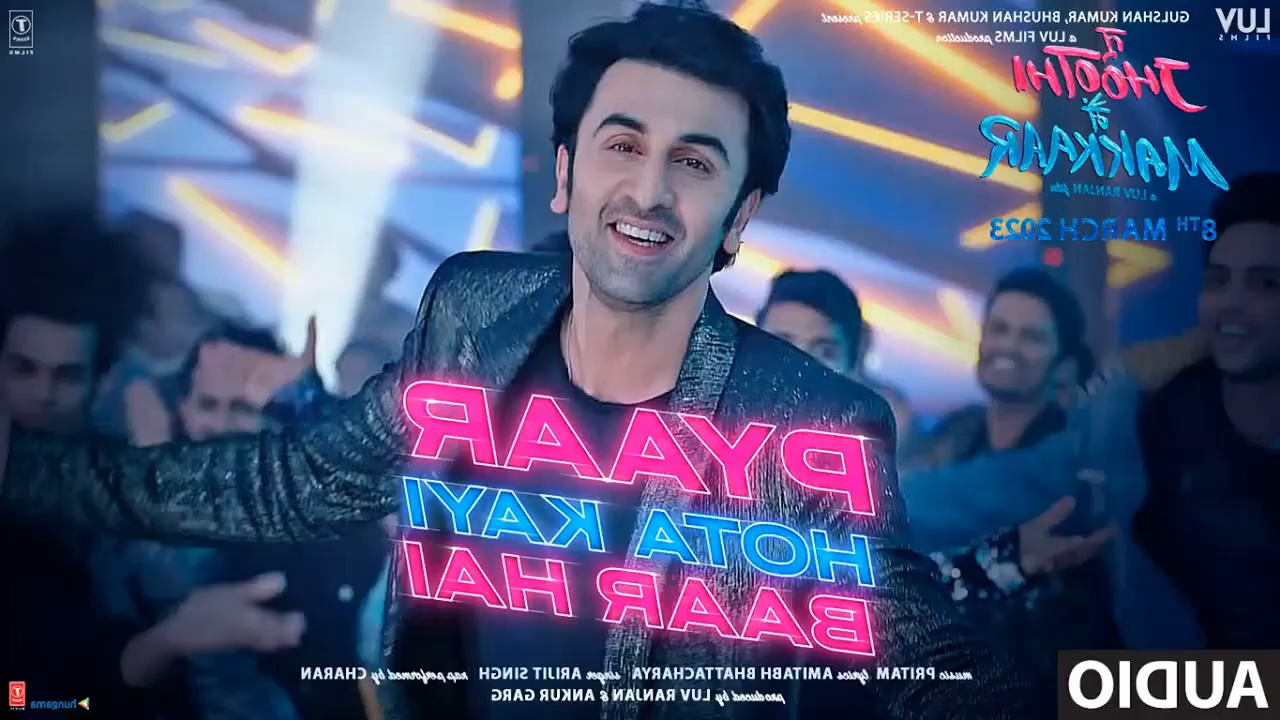 GULSHAN KUMAR, BHUSHAN KUMAR & T-SERIES present
a LUV FILMS production
LUV
FILMS
T
FILMS
तू
JHOOTHI
मैं
MAKKAAR
a LUV RANJAN film
8TH MARCH 2023
PYAAR
HOTA KAYI
BAAR HAI
music PRITAM lyrics AMITABH BHATTACHARYA singer ARIJIT SINGH rap performed by CHARAN
produced by LUV RANJAN & ANKUR GARG
hungama
AUDIO